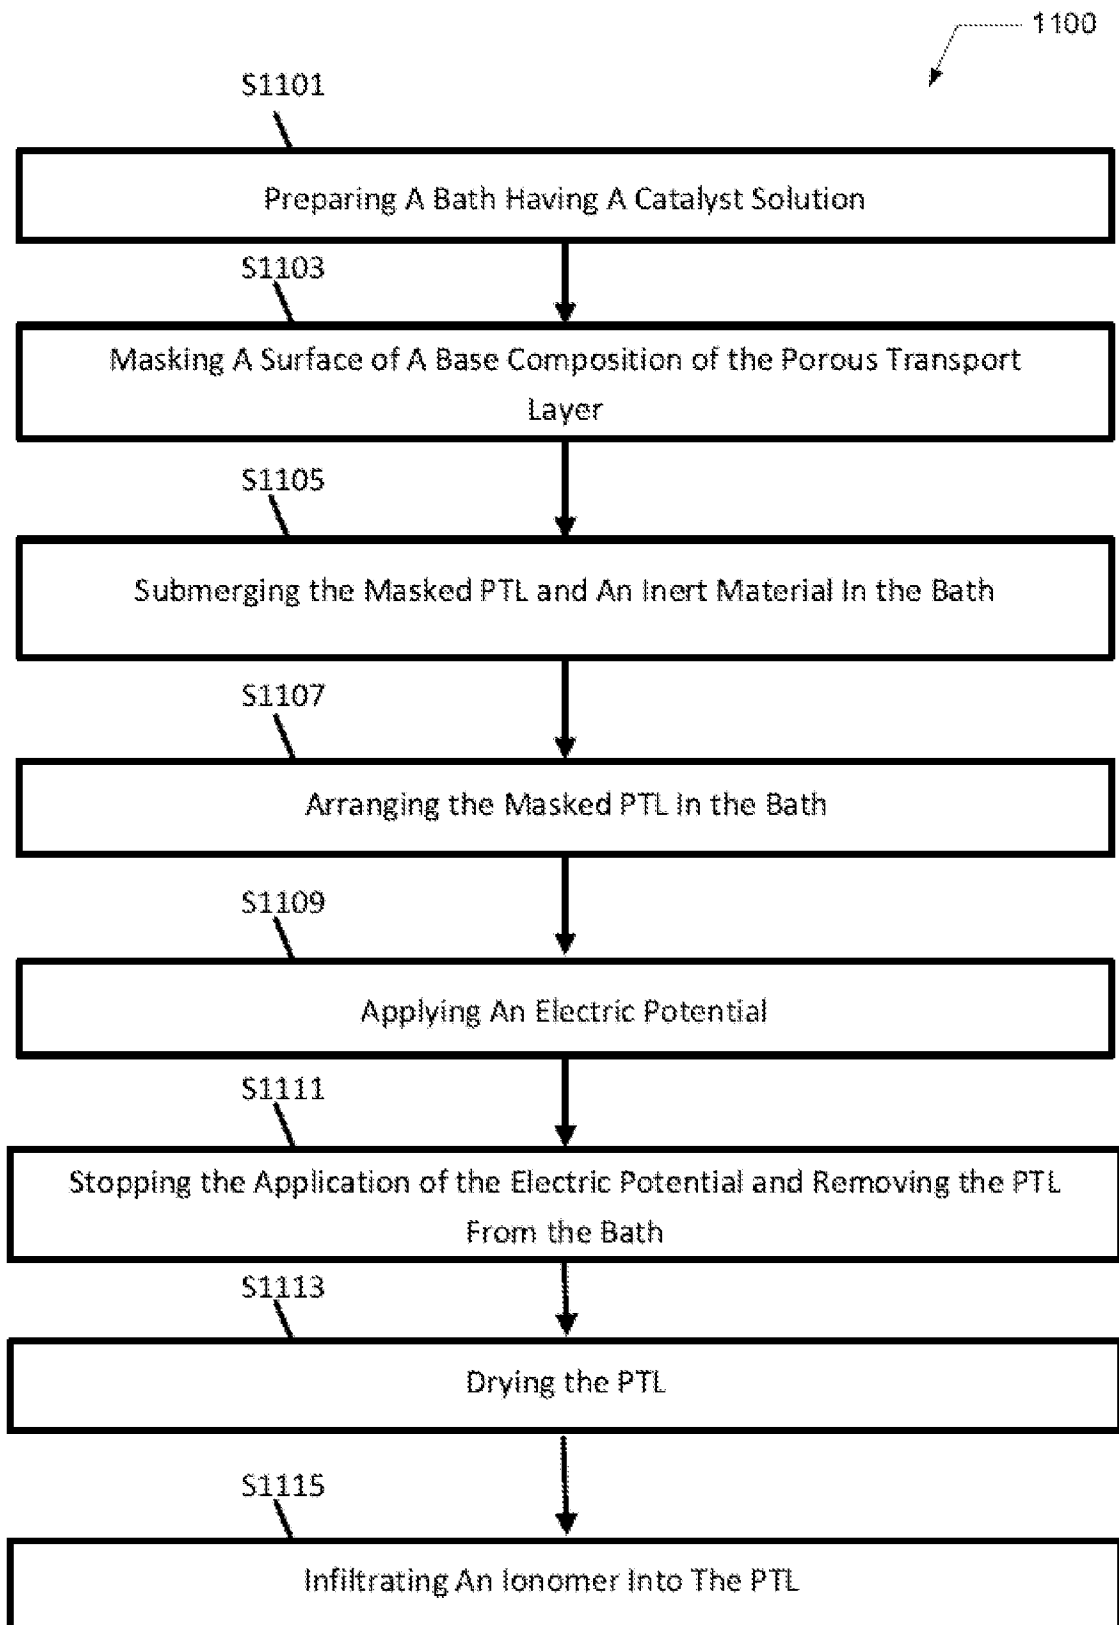 1100
S1101
Preparing A Bath Having A Catalyst Solution
S1103
Masking A Surface of A Base Composition of the Porous Transport
Layer
S1105
Submerging the Masked PTL and An Inert Material In the Bath
S1107
Arranging the Masked PTL In the Bath
S1109
Applying An Electric Potential
S1111
Stopping the Application of the Electric Potential and Removing the PTL
From the Bath
S1113
Drying the PTL
S1115
Infiltrating An Ionomer Into The PTL